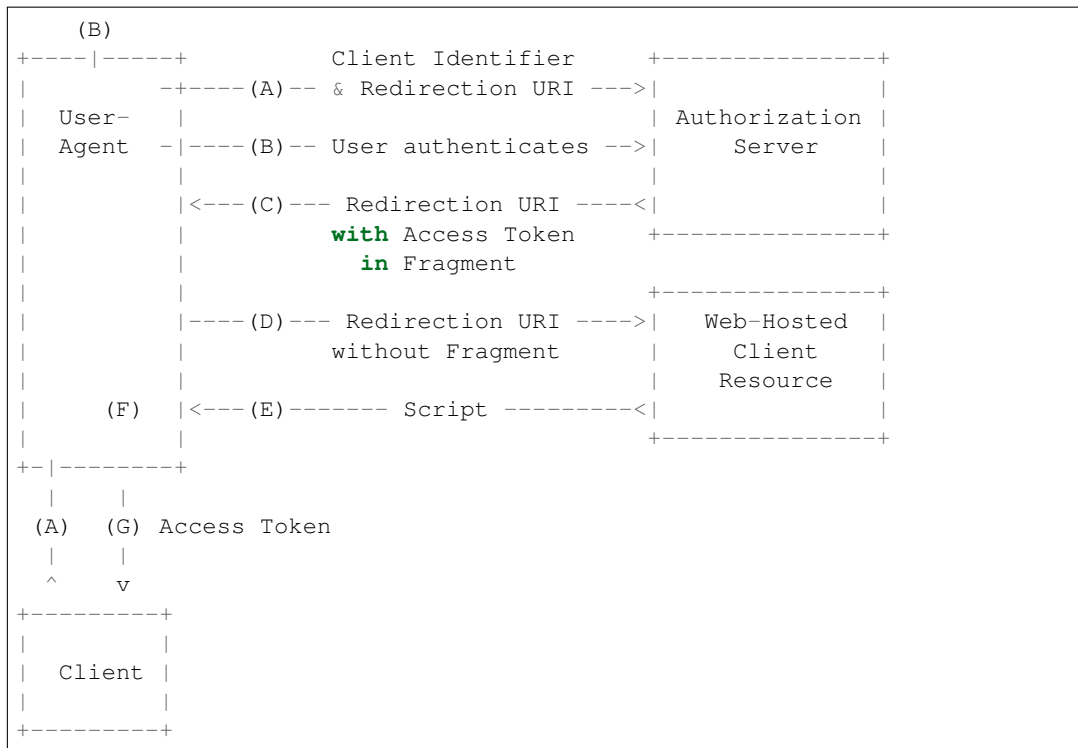 (B)
+----|-----+          Client Identifier     +---------------+
|         -+----(A)-- & Redirection URI --->|               |
|  User-   |                                | Authorization |
|  Agent  -|----(B)-- User authenticates -->|     Server    |
|          |                                |               |
|          |<---(C)--- Redirection URI ----<|               |
|          |          with Access Token     +---------------+
|          |            in Fragment
|          |                                +---------------+
|          |----(D)--- Redirection URI ---->|   Web-Hosted  |
|          |          without Fragment      |     Client    |
|          |                                |    Resource   |
|     (F)  |<---(E)------- Script ---------<|               |
|          |                                +---------------+
+-|--------+
  |    |
 (A)  (G) Access Token
  |    |
  ^    v
+---------+
|         |
|  Client |
|         |
+---------+